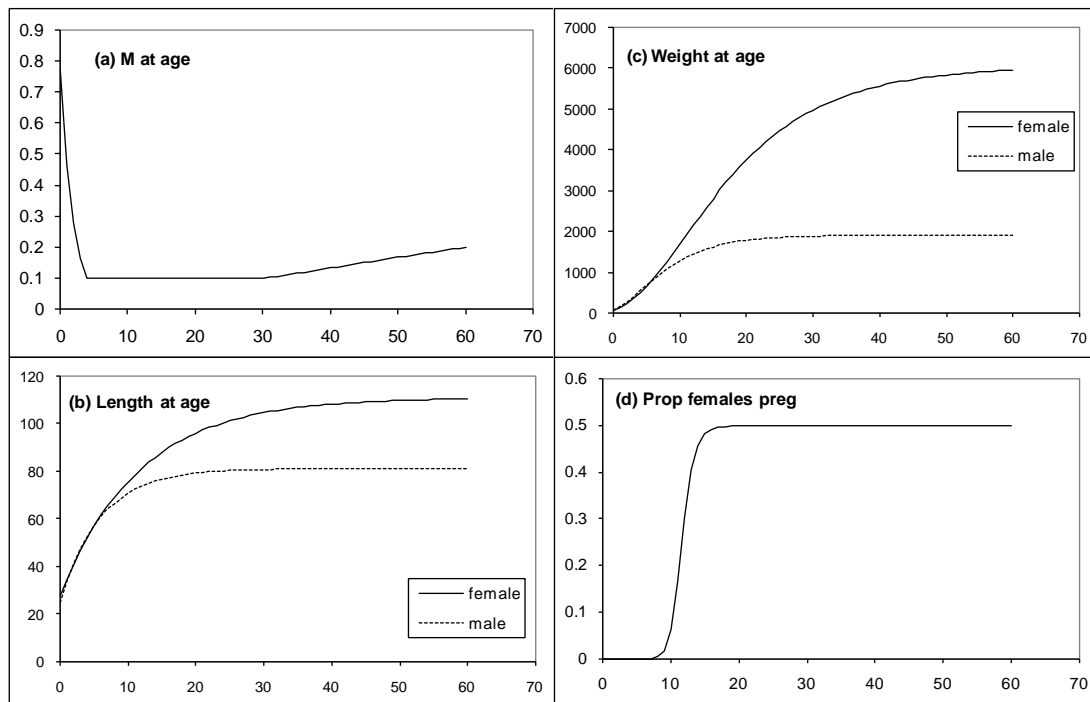 (a) M at age
0.9
0.8
0.7
0.6
0.5
0.4
0.3
0.2
0.1
0
0 10 20 30 40 50 60 70
(c) Weight at age
7000
6000
5000
4000
3000
2000
1000
0
female
male
0 10 20 30 40 50 60 70
(b) Length at age
120
100
80
60
40
20
0
female
male
0 10 20 30 40 50 60 70
(d) Prop females preg
0.6
0.5
0.4
0.3
0.2
0.1
0
0 10 20 30 40 50 60 70